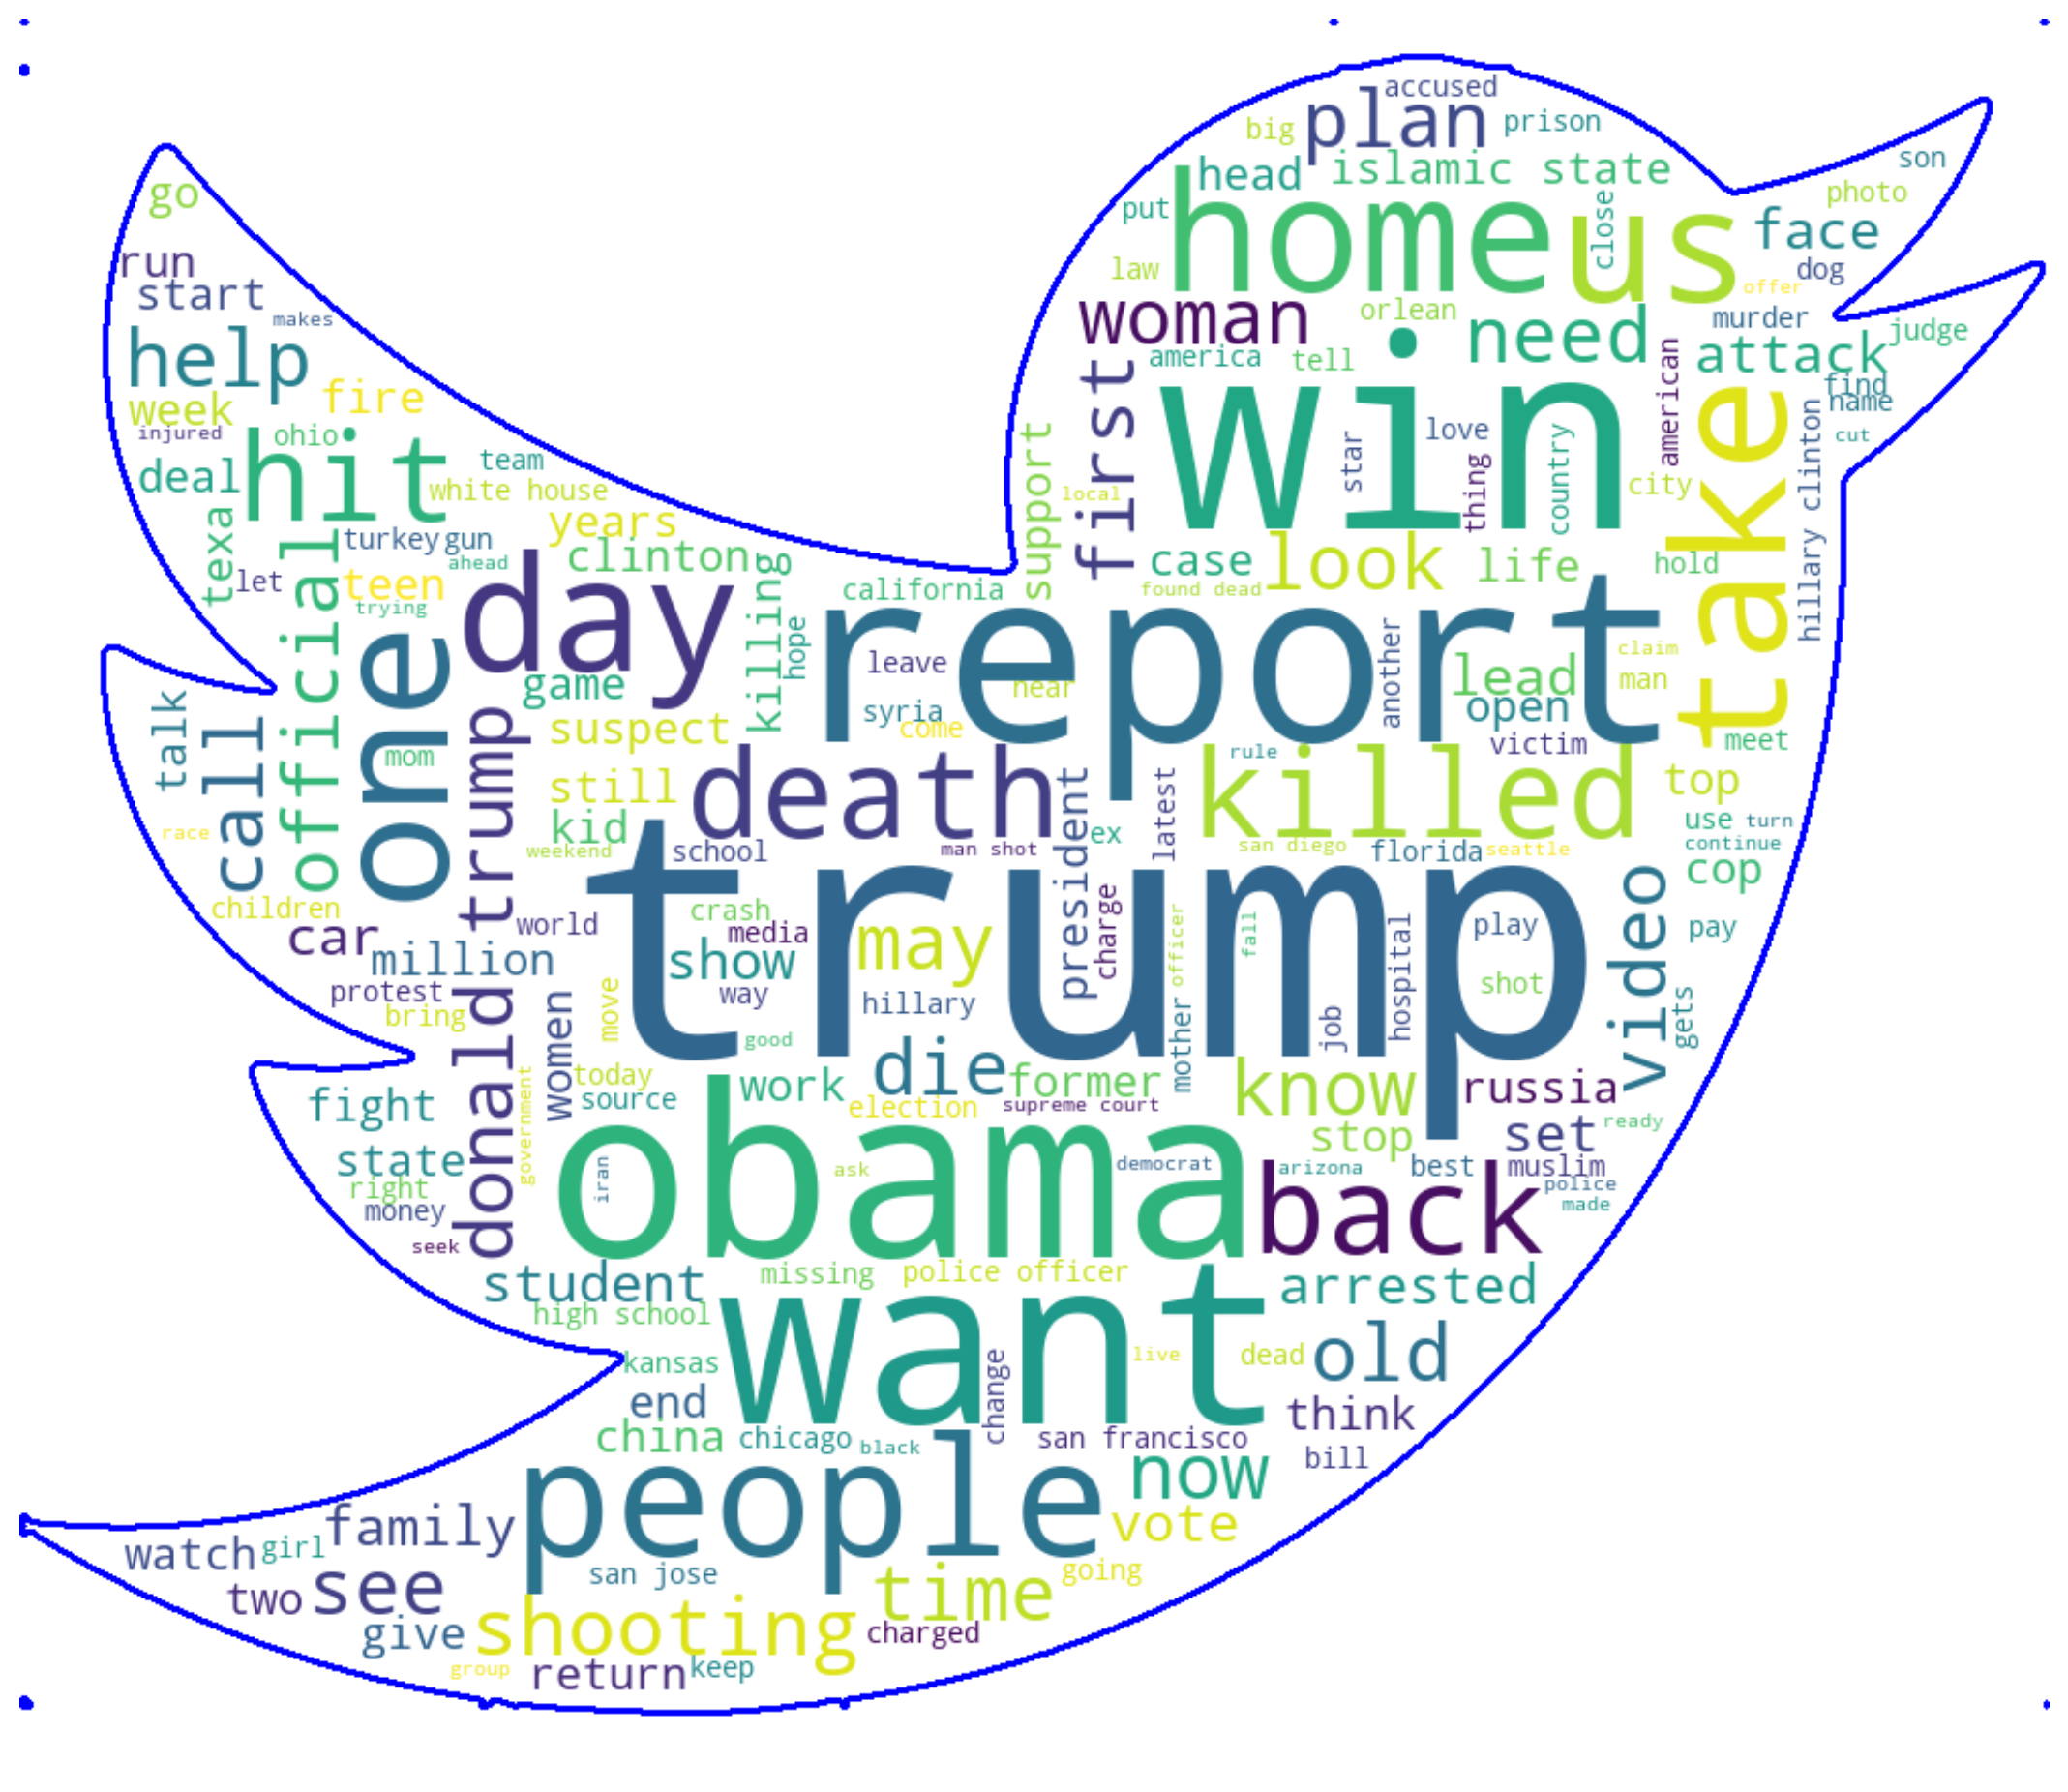 accused
plan
big
prison
son
head
islamic state
photo
go
put
home
us
close
face
run
law
dog
start
offer
makes
woman
orlean
murder
judge
help
america
tell
need
attack
first
win
american
take
find
name
fire
week
injured
ohio
hit
support
star
love
country
hillary clinton
cut
deal
team
white house
local
thing
city
texa
official
turkey
gun
years
clinton
case
look
life
hold
let
ahead
teen
day
killing
california
found dead
trying
one
hope
report
another
claim
game
leave
near
lead
man
talk
call
trump
suspect
syria
come
open
victim
meet
mom
still
death
president
latest
rule
killed
top
race
kid
ex
use
turn
weekend
school
man shot
san diego
florida
seattle
continue
children
trump
cop
car
world
crash
media
may
charge
officer
fall
hospital
play
video
pay
million
show
protest
women
move
way
hillary
job
shot
gets
bring
donald
good
mother
fight
government
today
source
work
die
former
know
russia
election
supreme court
stop
set
ready
state
obama
iran
ask
democrat
arizona
best
muslim
right
back
police
money
made
seek
student
missing
police officer
arrested
high school
want
kansas
change
live
dead
old
end
think
china
chicago
black
san francisco
bill
people
now
family
vote
watch
girl
san jose
time
going
two
see
give
shooting
charged
group
return
keep